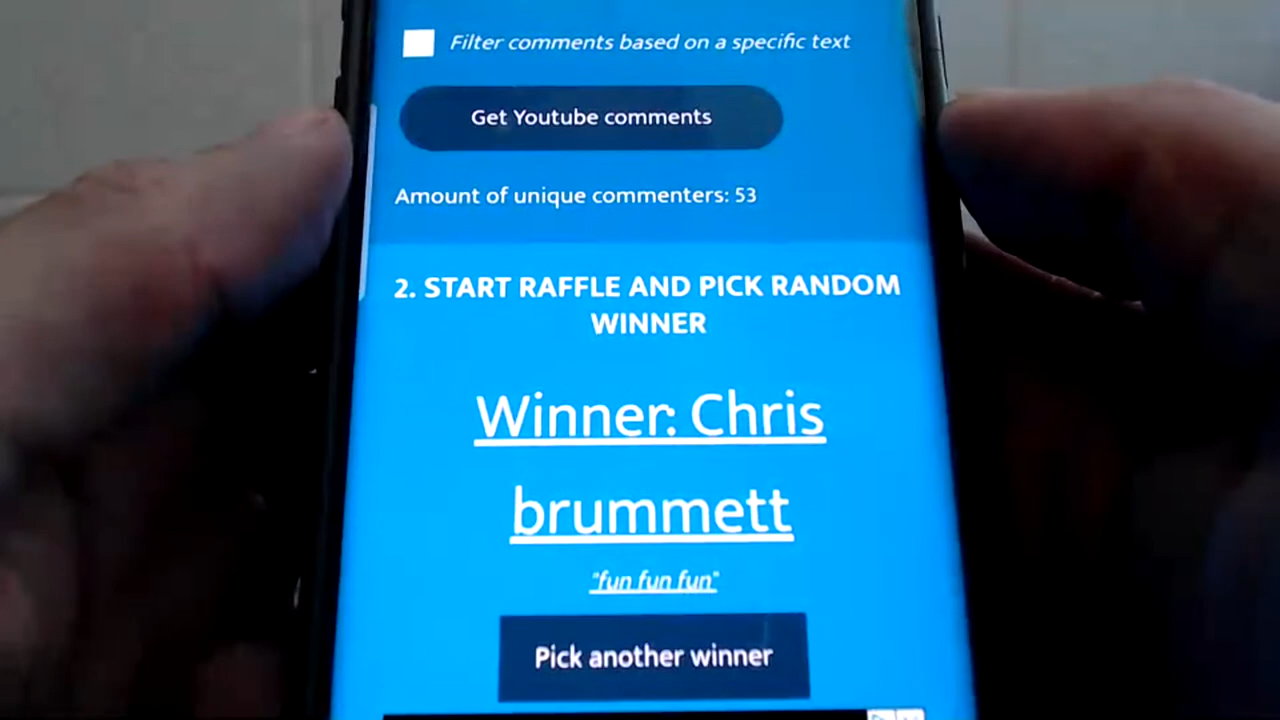 Filter comments based on a specific text
Get Youtube comments
Amount of unique commenters: 53
2. START RAFFLE AND PICK RANDOM
WINNER
Winner: Chris
brummett
"fun fun fun"
Pick another winner